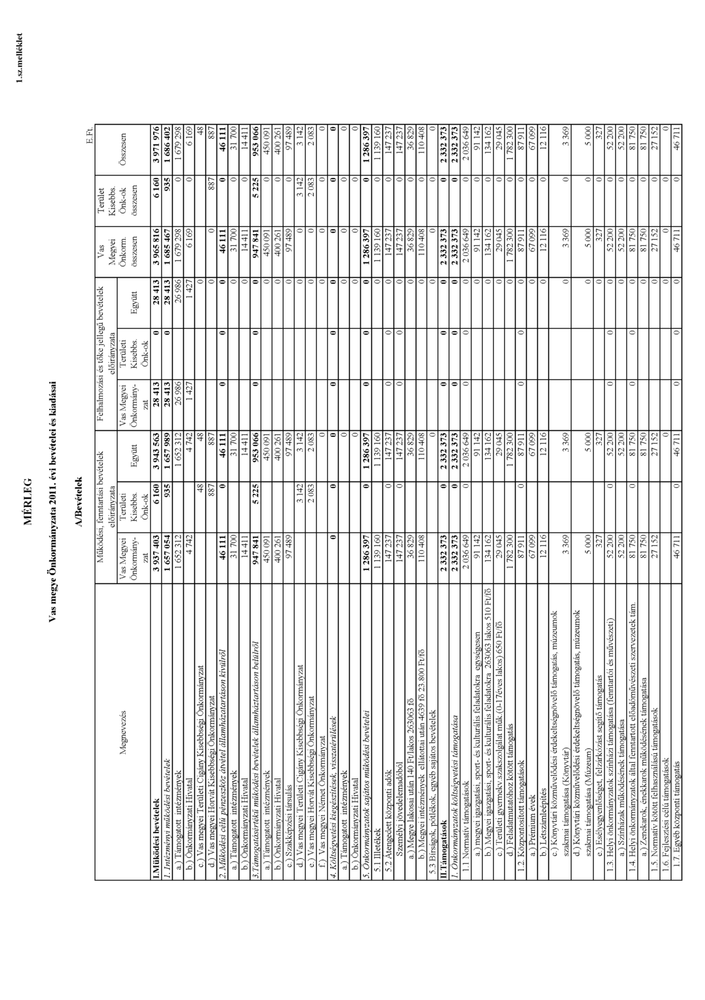 1.sz.melléklet
MÉRLEG
Vas megye Önkormányzata 2011. évi bevételei és kiadásai
A/Bevételek
E.Ft.
Megnevezés | Működési, fenntartási bevételek előirányzata | Felhalmozási és tőke jellegű bevételek előirányzata | Vas Megyei Önkorm. összesen | Terület Kisebbs. Önk-ok összesen | Összesen
Vas Megyei Önkormány-zat | Területi Kisebbs. Önk-ok | Együtt | Vas Megyei Önkormány-zat | Területi Kisebbs. Önk-ok | Együtt
I.Működési bevételek 3 937 403 6 160 3 943 563 28 413 0 28 413 3 965 816 6 160 3 971 976
1. Intézményi működési bevételek 1 657 054 935 1 657 989 28 413 0 28 413 1 685 467 935 1 686 402
a.) Támogatott intézmények 1 652 312 1 652 312 26 986 26 986 1 679 298 0 1 679 298
b.) Önkormányzati Hivatal 4 742 4 742 1 427 1 427 6 169 0 6 169
c.) Vas megyei Területi Cigány Kisebbségi Önkormányzat 48 48 0 48
d.) Vas megyei Horvát Kisebbségi Önkormányzat 887 887 0 0 887 887
2. Működési célú pénzeszköz átvétel államházatartáson kivülről 46 111 0 46 111 0 0 0 46 111 0 46 111
a.) Támogatott intézmények 31 700 31 700 0 31 700 0 31 700
b.) Önkormányzati Hivatal 14 411 14 411 0 14 411 0 14 411
3.Támogatásértékű működési bevételek államháztartáson belülről 947 841 5 225 953 066 0 0 0 947 841 5 225 953 066
a.) Támogatott intézmények 450 091 450 091 0 450 091 0 450 091
b.) Önkormányzati Hivatal 400 261 400 261 0 400 261 0 400 261
c.) Szakképzési társulás 97 489 97 489 0 97 489 0 97 489
d.) Vas megyei Területi Cigány Kisebbségi Önkormányzat 3 142 3 142 0 0 3 142 3 142
e.) Vas megyei Horvát Kisebbségi Önkormányzat 2 083 2 083 0 0 2 083 2 083
f.) Vas megyei Német Önkormányzat 0 0 0 0 0
4. Költségvetési kiegészítések, visszatérülések 0 0 0 0 0 0 0 0 0
a.) Támogatott intézmények 0 0 0 0 0
b.) Önkormányzati Hivatal 0 0 0 0 0
5. Önkormányzatok sajátos működési bevételei 1 286 397 0 1 286 397 0 0 0 1 286 397 0 1 286 397
5.1 Illetékek 1 139 160 1 139 160 0 1 139 160 0 1 139 160
5.2 Átengedett központi adók 147 237 0 147 237 0 0 0 147 237 0 147 237
Személyi jövedelemadóból 147 237 0 147 237 0 0 0 147 237 0 147 237
a.) Megye lakosai után 140 Ft/lakos 263063 fő 36 829 36 829 0 36 829 0 36 829
b.) Megyei intézmények ellátottai után 4639 fő 23.800 Ft/fő 110 408 110 408 0 110 408 0 110 408
5.3 Bírságok, pótlékok, egyéb sajátos bevételek 0 0 0 0 0
II.Támogatások 2 332 373 0 2 332 373 0 0 0 2 332 373 0 2 332 373
1. Önkormányzatok költségvetési támogatása 2 332 373 0 2 332 373 0 0 0 2 332 373 0 2 332 373
1.1 Normatív támogatások 2 036 649 0 2 036 649 0 0 0 2 036 649 0 2 036 649
a.) megyei igazgatási, sport- és kulturális feladatokra egységesen 91 142 91 142 0 91 142 0 91 142
b.) Megyei igazgatási, sport- és kulturális feladatokra 263063 lakos 510 Ft/fő 134 162 134 162 0 134 162 0 134 162
c.) Területi gyermekv.szakszolgálat műk.(0-17éves lakos) 650 Ft/fő 29 045 29 045 0 29 045 0 29 045
d.) Feladatmutatóhoz kötött támogatás 1 782 300 1 782 300 0 1 782 300 0 1 782 300
1.2. Központosított támogatások 87 911 0 87 911 0 0 0 87 911 0 87 911
a.) Prémium évek 67 099 67 099 0 67 099 0 67 099
b.) Létszámleépítés 12 116 12 116 0 12 116 0 12 116
c.) Könyvtári közművelődési érdekeltségnövelő támogatás, múzeumok
szakmai támogatása (Könyvtár) 3 369 3 369 0 3 369 0 3 369
d.)Könyvtári közművelődési érdekeltségnövelő támogatás, múzeumok
szakmai támogatása (Múzeum) 5 000 5 000 0 5 000 0 5 000
e.) Esélyegyenlőséget, felzárkózást segítő támogatás 327 327 0 327 0 327
1.3. Helyi önkormányzatok színházi támogatása (fenntartói és művészeti) 52 200 0 52 200 0 0 0 52 200 0 52 200
a.) Színházak működésének támogatása 52 200 52 200 0 52 200 0 52 200
1.4. Helyi önkormányzatok által fenntartott előadóművészeti szervezetek tám. 81 750 0 81 750 0 0 0 81 750 0 81 750
a.) Zenekarok, énekkarok működésének támogatása 81 750 81 750 0 81 750 0 81 750
1.5. Normatív kötött felhasználású támogatások 27 152 27 152 0 27 152 0 27 152
1.6. Fejlesztési célú támogatások 0 0 0 0 0
1.7. Egyéb központi támogatás 46 711 0 46 711 0 0 0 46 711 0 46 711